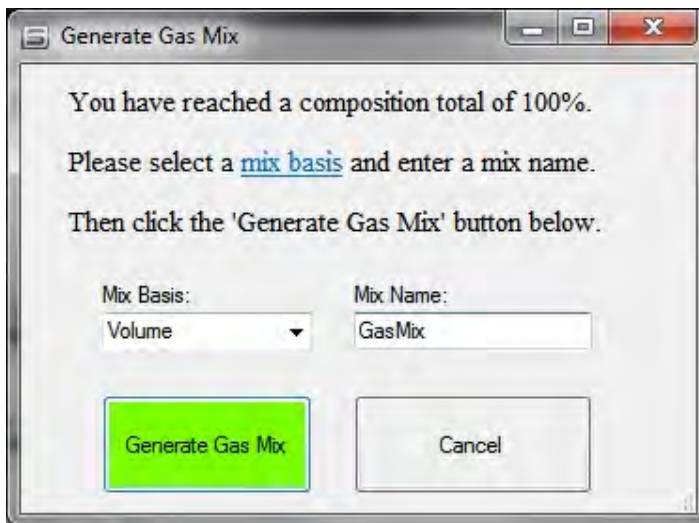 Generate Gas Mix
You have reached a composition total of 100%.
Please select a mix basis and enter a mix name.
Then click the 'Generate Gas Mix' button below.
Mix Basis: Mix Name:
Volume GasMix
Generate Gas Mix Cancel